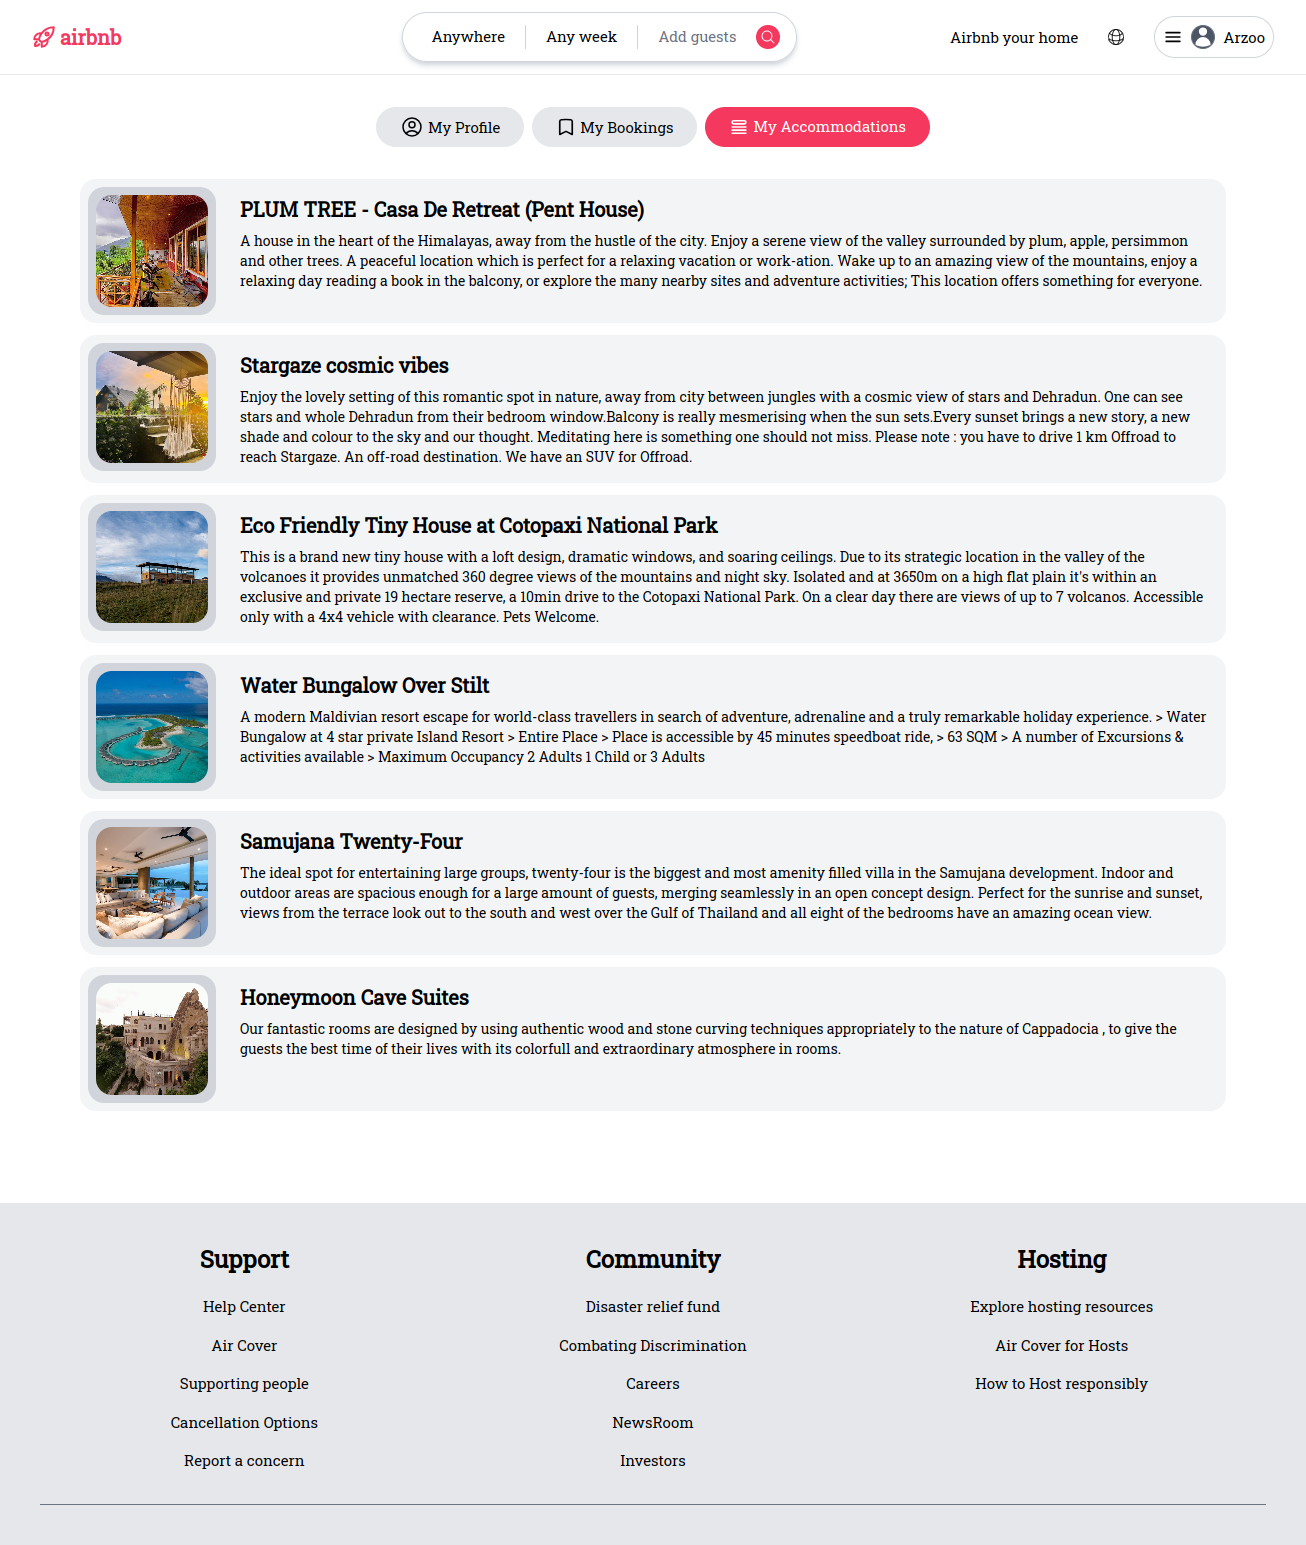 airbnb
Anywhere
Any week
Add guests
Airbnb your home
Arzoo
My Profile
My Bookings
My Accommodations
PLUM TREE - Casa De Retreat (Pent House)
A house in the heart of the Himalayas, away from the hustle of the city. Enjoy a serene view of the valley surrounded by plum, apple, persimmon
and other trees. A peaceful location which is perfect for a relaxing vacation or work-ation. Wake up to an amazing view of the mountains, enjoy a
relaxing day reading a book in the balcony, or explore the many nearby sites and adventure activities; This location offers something for everyone.
Stargaze cosmic vibes
Enjoy the lovely setting of this romantic spot in nature, away from city between jungles with a cosmic view of stars and Dehradun. One can see
stars and whole Dehradun from their bedroom window.Balcony is really mesmerising when the sun sets.Every sunset brings a new story, a new
shade and colour to the sky and our thought. Meditating here is something one should not miss. Please note : you have to drive 1 km Offroad to
reach Stargaze. An off-road destination. We have an SUV for Offroad.
Eco Friendly Tiny House at Cotopaxi National Park
This is a brand new tiny house with a loft design, dramatic windows, and soaring ceilings. Due to its strategic location in the valley of the
volcanoes it provides unmatched 360 degree views of the mountains and night sky. Isolated and at 3650m on a high flat plain it's within an
exclusive and private 19 hectare reserve, a 10min drive to the Cotopaxi National Park. On a clear day there are views of up to 7 volcanos. Accessible
only with a 4x4 vehicle with clearance. Pets Welcome.
Water Bungalow Over Stilt
A modern Maldivian resort escape for world-class travellers in search of adventure, adrenaline and a truly remarkable holiday experience. > Water
Bungalow at 4 star private Island Resort > Entire Place > Place is accessible by 45 minutes speedboat ride, > 63 SQM > A number of Excursions &
activities available > Maximum Occupancy 2 Adults 1 Child or 3 Adults
Samujana Twenty-Four
The ideal spot for entertaining large groups, twenty-four is the biggest and most amenity filled villa in the Samujana development. Indoor and
outdoor areas are spacious enough for a large amount of guests, merging seamlessly in an open concept design. Perfect for the sunrise and sunset,
views from the terrace look out to the south and west over the Gulf of Thailand and all eight of the bedrooms have an amazing ocean view.
Honeymoon Cave Suites
Our fantastic rooms are designed by using authentic wood and stone curving techniques appropriately to the nature of Cappadocia , to give the
guests the best time of their lives with its colorfull and extraordinary atmosphere in rooms.
Support
Help Center
Air Cover
Supporting people
Cancellation Options
Report a concern
Community
Disaster relief fund
Combating Discrimination
Careers
NewsRoom
Investors
Hosting
Explore hosting resources
Air Cover for Hosts
How to Host responsibly